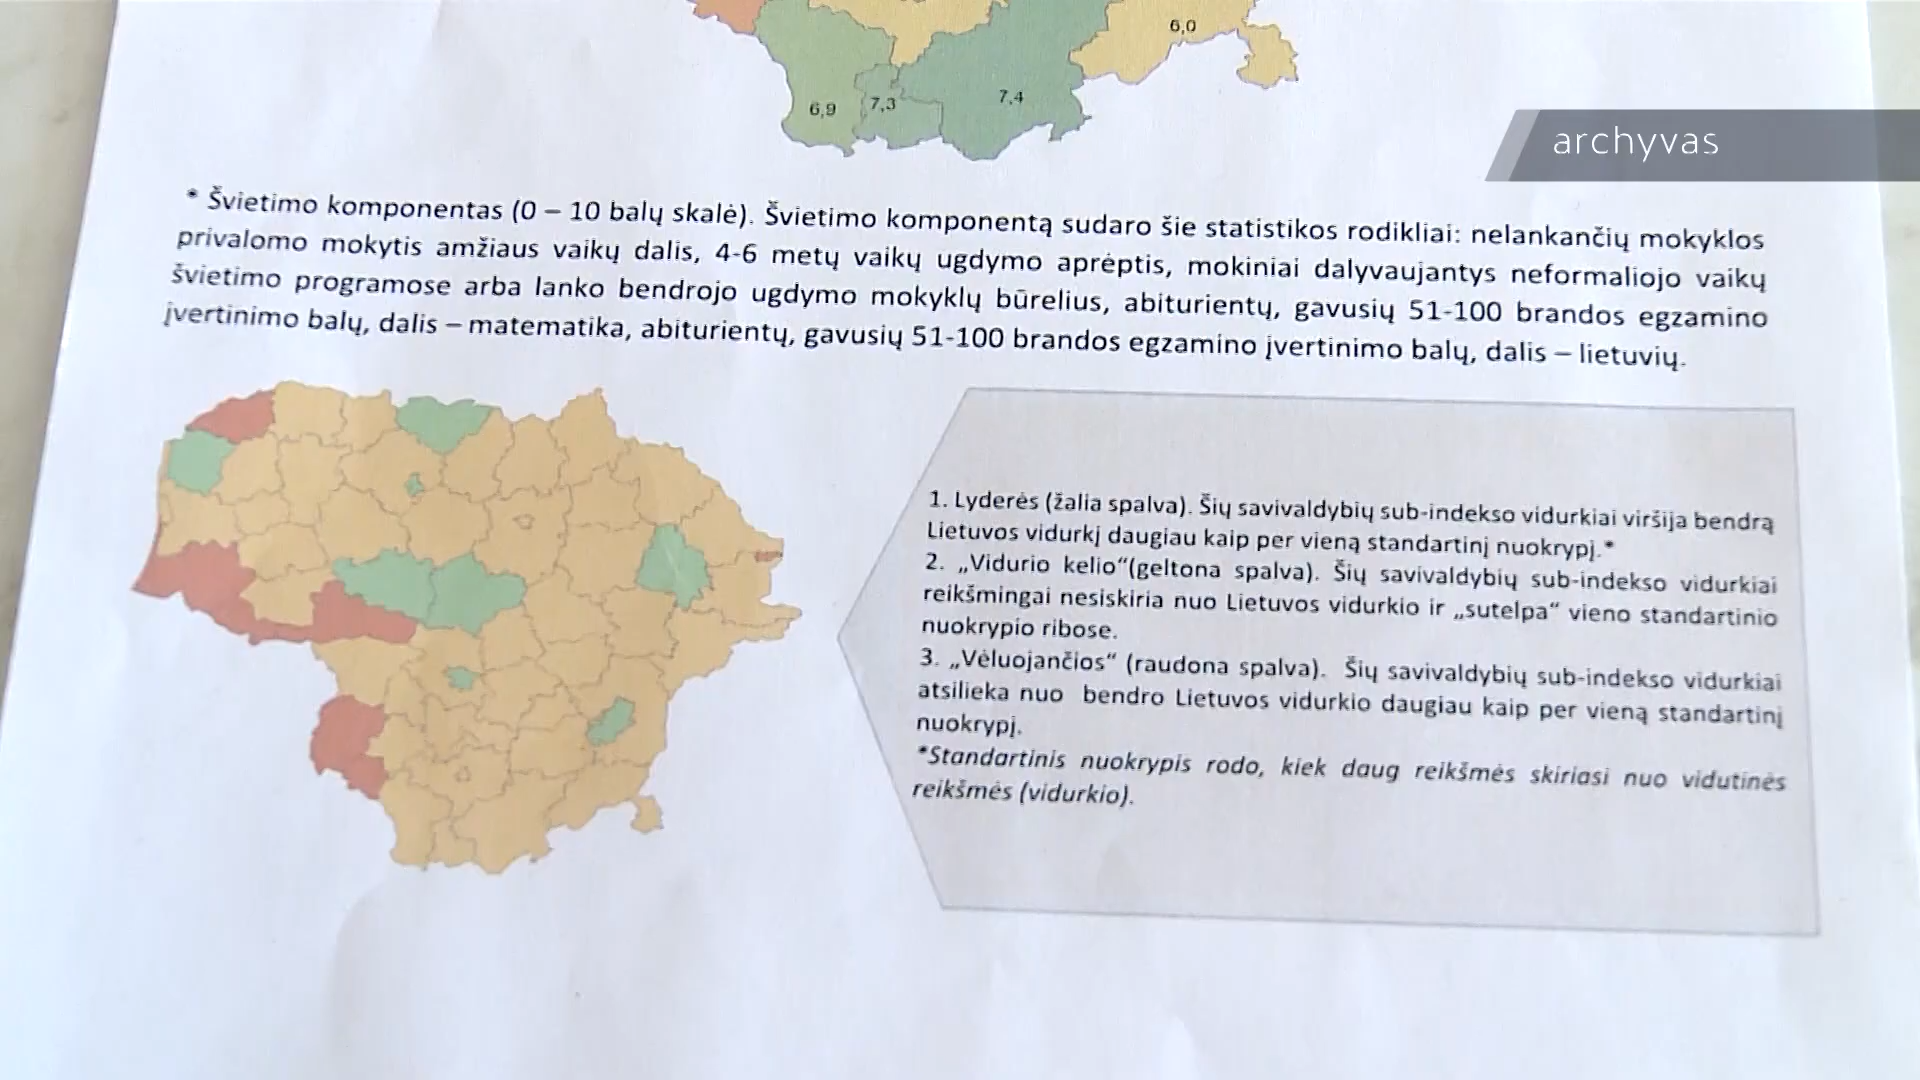 6,0
6,9
7,3
7,4
archyvas
* Švietimo komponentas (0 – 10 balų skalė). Švietimo komponentą sudaro šie statistikos rodikliai: nelankančių mokyklos
privalomo mokytis amžiaus vaikų dalis, 4-6 metų vaikų ugdymo aprėptis, mokiniai dalyvaujantys neformaliojo vaikų
švietimo programose arba lanko bendrojo ugdymo mokyklų būrelius, abiturientų, gavusių 51-100 brandos egzamino
įvertinimo balų, dalis – matematika, abiturientų, gavusių 51-100 brandos egzamino įvertinimo balų, dalis – lietuvių.
1. Lyderės (žalia spalva). Šių savivaldybių sub-indekso vidurkiai viršija bendrą
Lietuvos vidurkį daugiau kaip per vieną standartinį nuokrypį.*
2. „Vidurio kelio“(geltona spalva). Šių savivaldybių sub-indekso vidurkiai
reikšmingai nesiskiria nuo Lietuvos vidurkio ir „sutelpa“ vieno standartinio
nuokrypio ribose.
3. „Vėluojančios“ (raudona spalva). Šių savivaldybių sub-indekso vidurkiai
atsilieka nuo bendro Lietuvos vidurkio daugiau kaip per vieną standartinį
nuokrypį.
*Standartinis nuokrypis rodo, kiek daug reikšmės skiriasi nuo vidutinės
reikšmės (vidurkio).